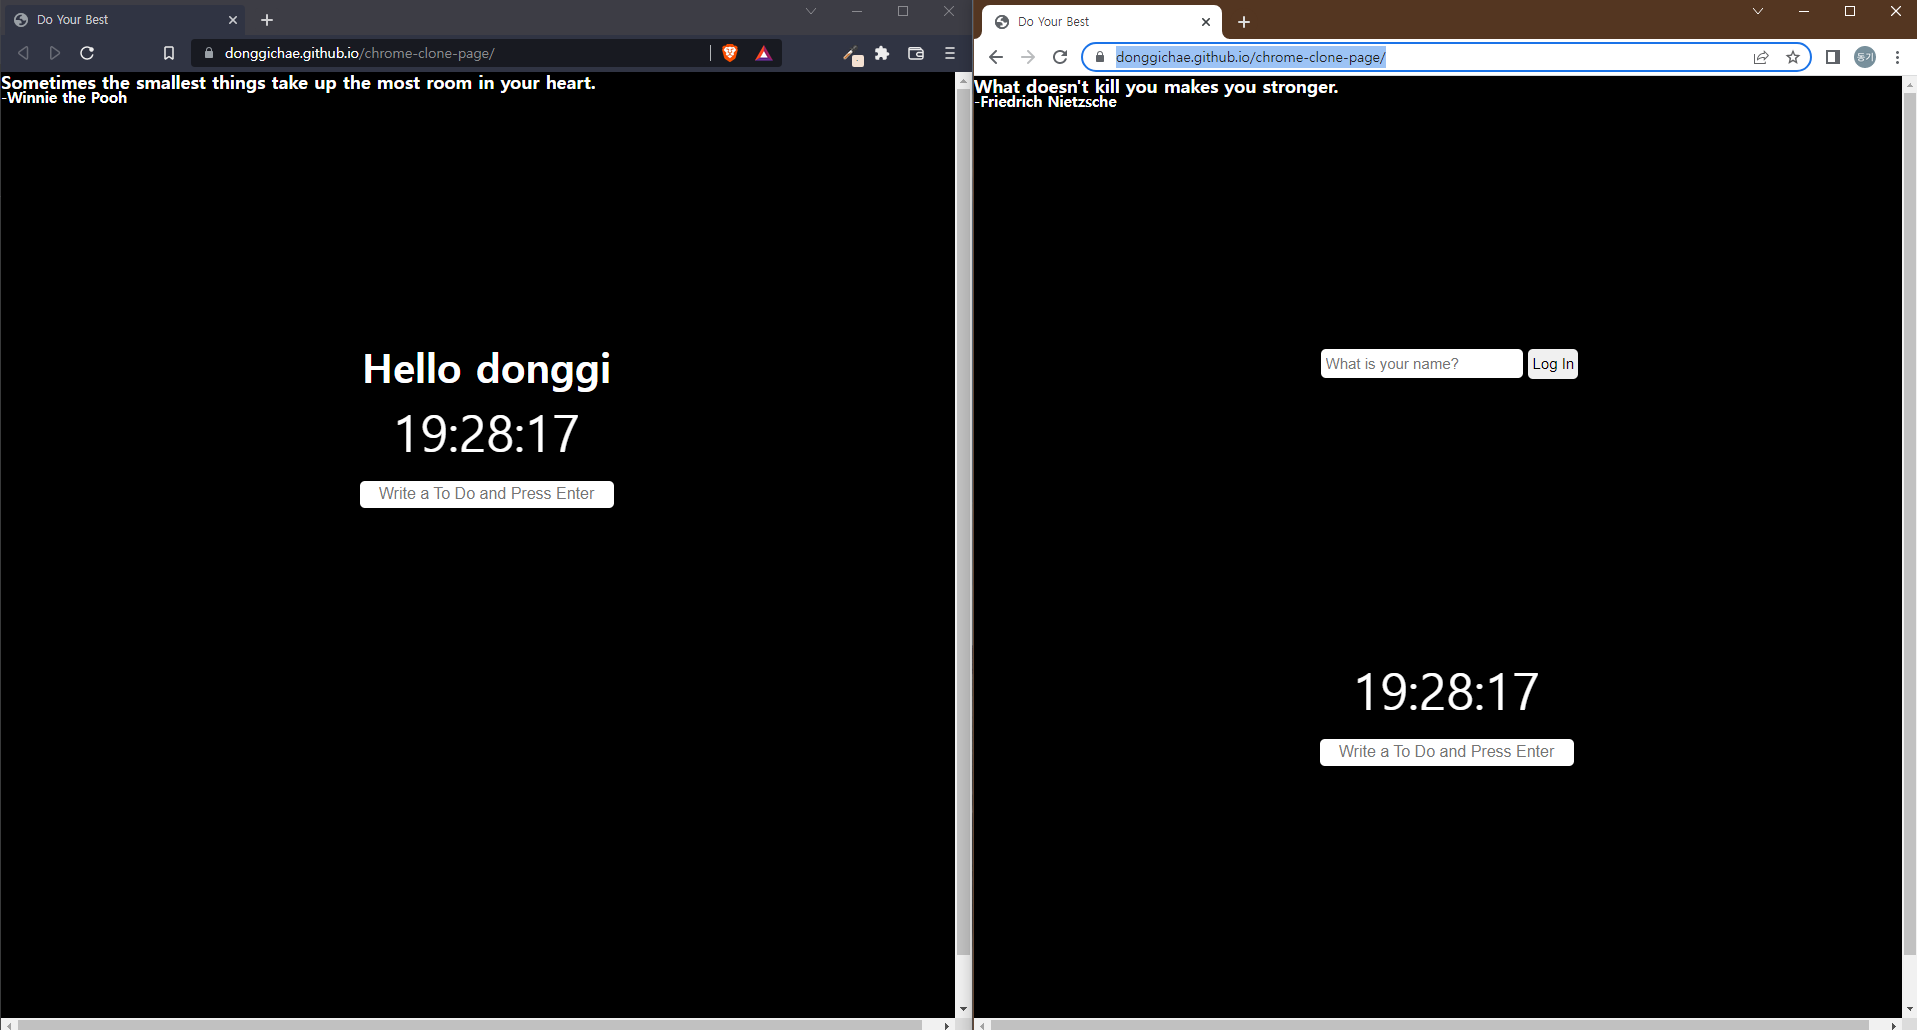 Do Your Best
donggichae.github.io/chrome-clone-page/
Sometimes the smallest things take up the most room in your heart.
-Winnie the Pooh
Hello donggi
19:28:17
Write a To Do and Press Enter
Do Your Best
donggichae.github.io/chrome-clone-page/
동기
What doesn't kill you makes you stronger.
-Friedrich Nietzsche
What is your name?
Log In
19:28:17
Write a To Do and Press Enter